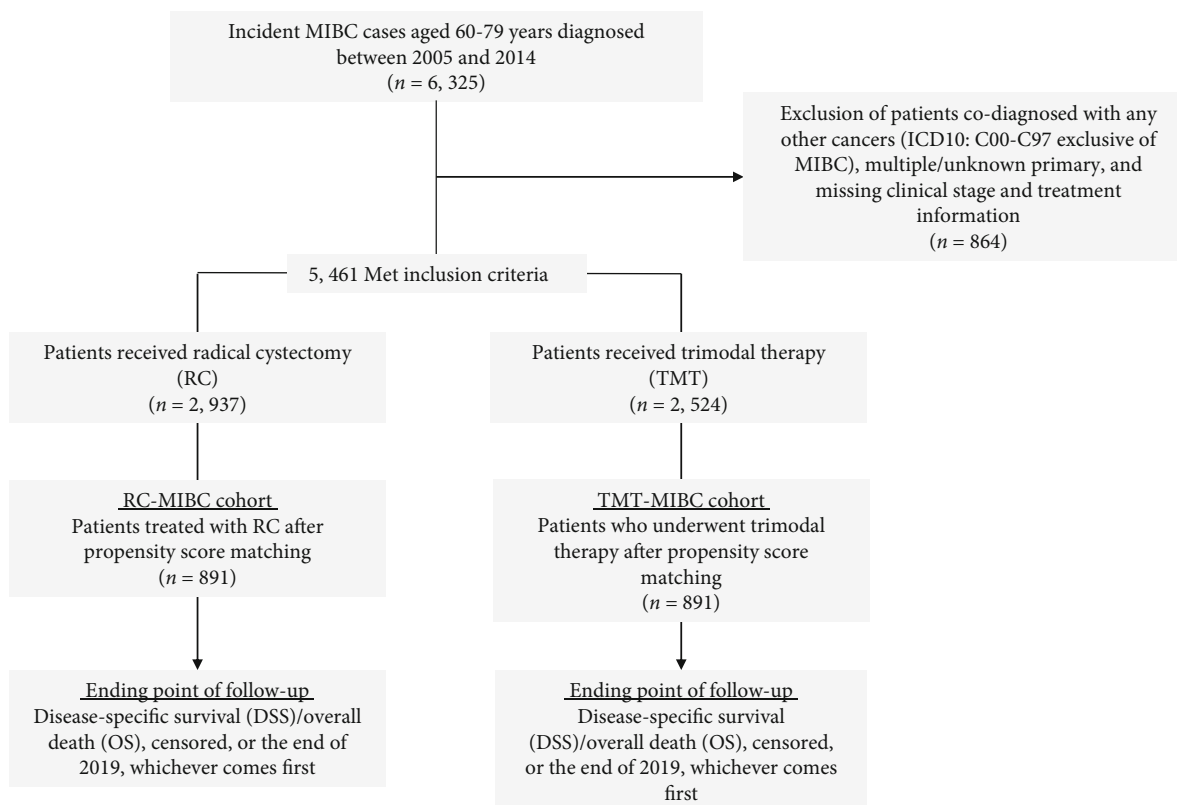 Incident MIBC cases aged 60-79 years diagnosed
between 2005 and 2014
(n = 6, 325)
Exclusion of patients co-diagnosed with any
other cancers (ICD10: C00-C97 exclusive of
MIBC), multiple/unknown primary, and
missing clinical stage and treatment
information
(n = 864)
5, 461 Met inclusion criteria
Patients received radical cystectomy
(RC)
(n = 2, 937)
Patients received trimodal therapy
(TMT)
(n = 2, 524)
RC-MIBC cohort
Patients treated with RC after
propensity score matching
(n = 891)
TMT-MIBC cohort
Patients who underwent trimodal
therapy after propensity score
matching
(n = 891)
Ending point of follow-up
Disease-specific survival (DSS)/overall
death (OS), censored, or the end of
2019, whichever comes first
Ending point of follow-up
Disease-specific survival
(DSS)/overall death (OS), censored,
or the end of 2019, whichever comes
first